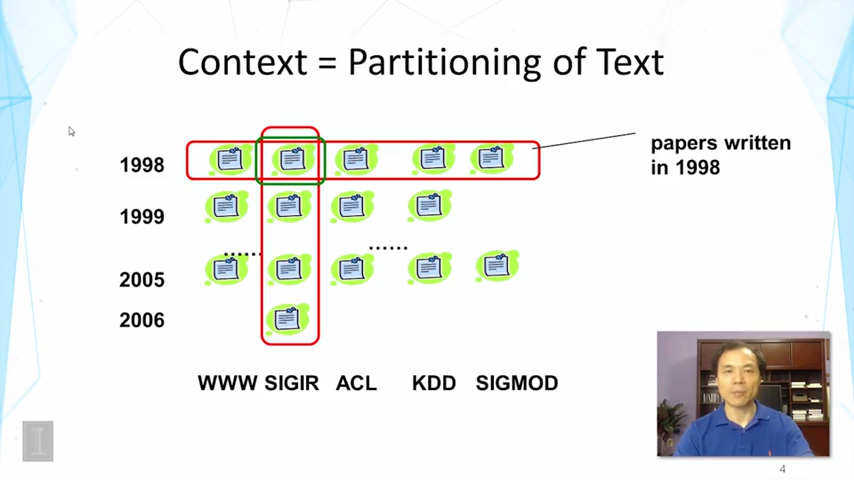 Context = Partitioning of Text
papers written
in 1998
1998
1999
......
......
2005
2006
WWW SIGIR ACL KDD SIGMOD
4